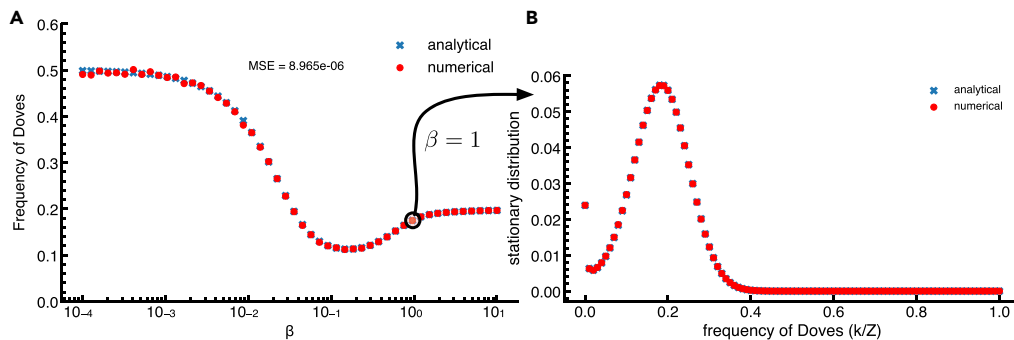 A
B
0.6
0.5
0.4
0.3
0.2
0.1
0.0
Frequency of Doves
analytical
numerical
MSE = 8.965e-06
β = 1
10−4
10−3
10−2
10−1
100
101
β
0.06
0.05
0.04
0.03
0.02
0.01
0.00
stationary distribution
analytical
numerical
0.0
0.2
0.4
0.6
0.8
1.0
frequency of Doves (k/Z)